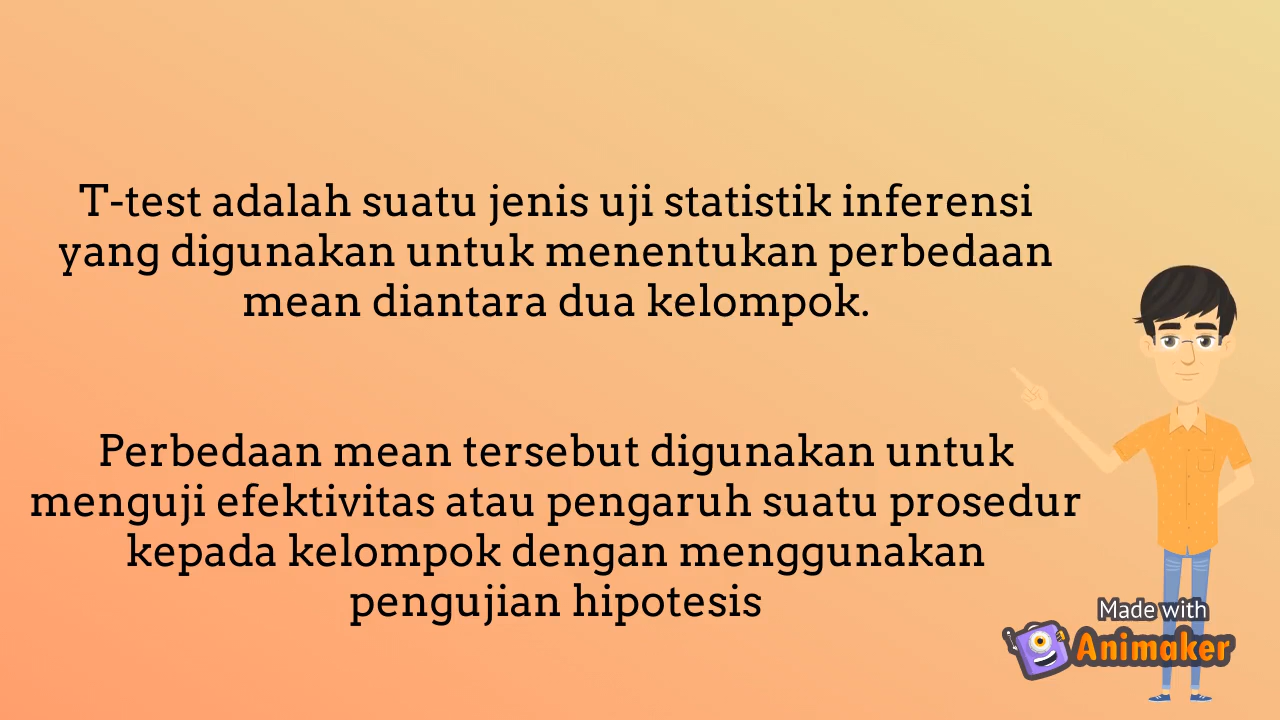 T-test adalah suatu jenis uji statistik inferensi
yang digunakan untuk menentukan perbedaan
mean diantara dua kelompok.
Perbedaan mean tersebut digunakan untuk
menguji efektivitas atau pengaruh suatu prosedur
kepada kelompok dengan menggunakan
pengujian hipotesis
Made with
Animaker